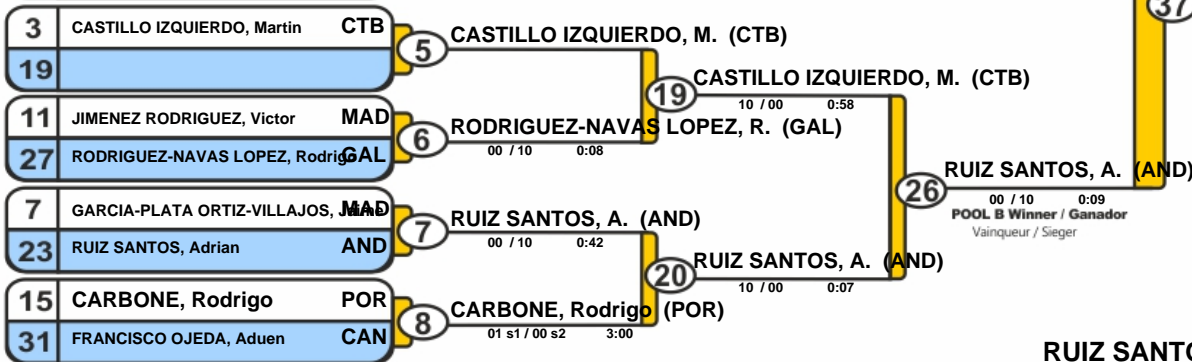 37
3 CASTILLO IZQUIERDO, Martin CTB
19
5 CASTILLO IZQUIERDO, M. (CTB)
19 CASTILLO IZQUIERDO, M. (CTB)
10 / 00 0:58
11 JIMENEZ RODRIGUEZ, Victor MAD
27 RODRIGUEZ-NAVAS LOPEZ, Rodrigo GAL
6 RODRIGUEZ-NAVAS LOPEZ, R. (GAL)
00 / 10 0:08
26 RUIZ SANTOS, A. (AND)
00 / 10 0:09
POOL B Winner / Ganador
Vainqueur / Sieger
7 GARCIA-PLATA ORTIZ-VILLAJOS, Jaime MAD
23 RUIZ SANTOS, Adrian AND
7 RUIZ SANTOS, A. (AND)
00 / 10 0:42
20 RUIZ SANTOS, A. (AND)
10 / 00 0:07
15 CARBONE, Rodrigo POR
31 FRANCISCO OJEDA, Aduen CAN
8 CARBONE, Rodrigo (POR)
01 s1 / 00 s2 3:00
RUIZ SANTO